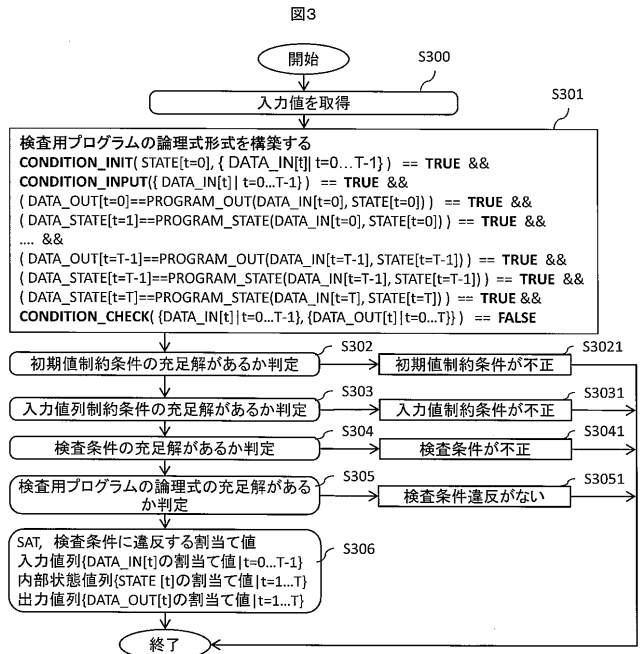 図3
開始
S300
入力値を取得
S301
検査用プログラムの論理式形式を構築する
CONDITION_INIT( STATE[t=0], { DATA_IN[t]| t=0...T-1} ) == TRUE &&
CONDITION_INPUT({ DATA_IN[t]| t=0...T-1} ) == TRUE &&
( DATA_OUT[t=0]==PROGRAM_OUT(DATA_IN[t=0], STATE[t=0]) ) == TRUE &&
( DATA_STATE[t=1]==PROGRAM_STATE(DATA_IN[t=0], STATE[t=0]) ) == TRUE &&
.... &&
( DATA_OUT[t=T-1]==PROGRAM_OUT(DATA_IN[t=T-1], STATE[t=T-1]) ) == TRUE &&
( DATA_STATE[t=T-1]==PROGRAM_STATE(DATA_IN[t=T-1], STATE[t=T-1]) ) == TRUE &&
( DATA_STATE[t=T]==PROGRAM_STATE(DATA_IN[t=T], STATE[t=T]) ) == TRUE &&
CONDITION_CHECK( {DATA_IN[t]|t=0...T-1}, {DATA_OUT[t]|t=0...T}} ) == FALSE
S302
初期値制約条件の充足解があるか判定
S3021
初期値制約条件が不正
S303
入力値列制約条件の充足解があるか判定
S3031
入力値制約条件が不正
S304
検査条件の充足解があるか判定
S3041
検査条件が不正
S305
検査用プログラムの論理式の充足解がある
か判定
S3051
検査条件違反がない
S306
SAT, 検査条件に違反する割当て値
入力値列{DATA_IN[t]の割当て値|t=0...T-1}
内部状態値列{STATE [t]の割当て値|t=1...T}
出力値列{DATA_OUT[t]の割当て値|t=1...T}
終了